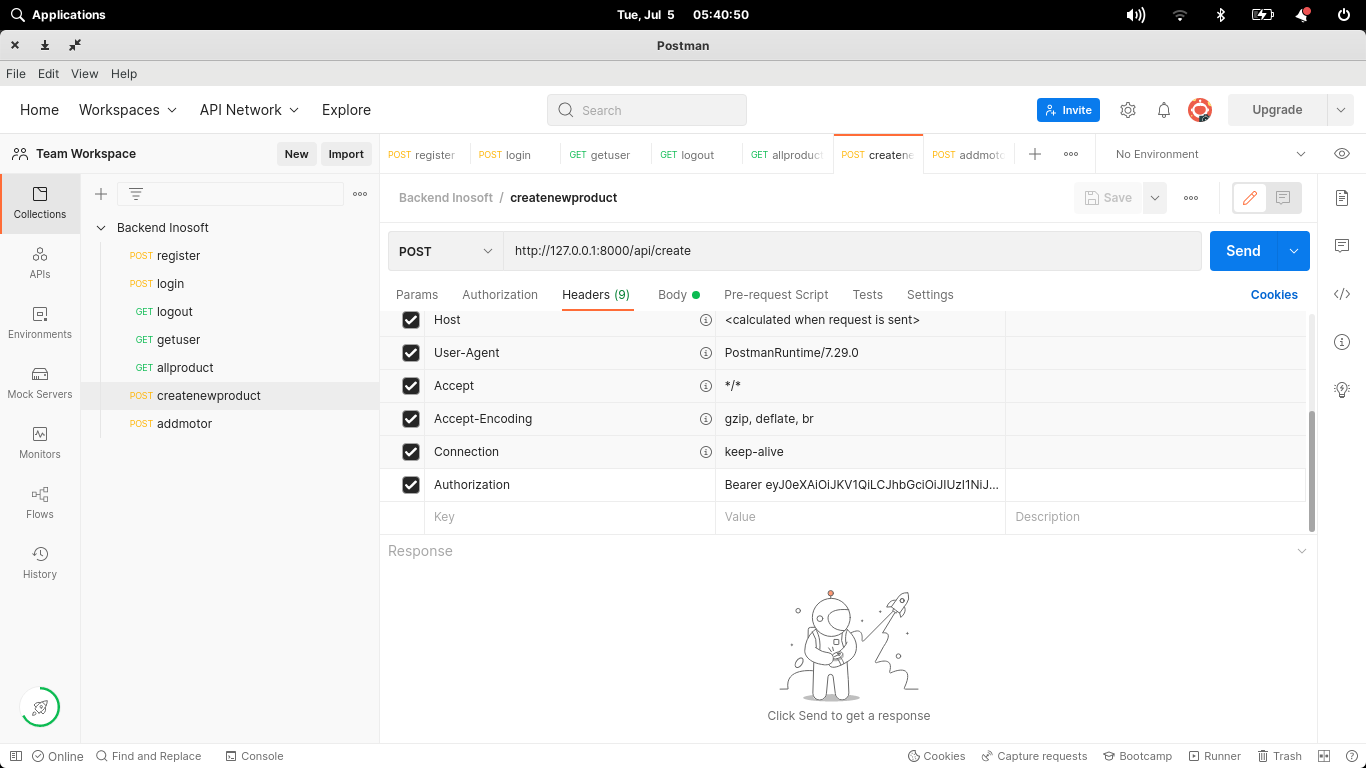 Applications
Tue, Jul 5 05:40:50
Postman
File Edit View Help
Home Workspaces API Network Explore
Search
Invite
Upgrade
Team Workspace
New Import
POST register
POST login
GET getuser
GET logout
GET allproduct
POST createne
POST addmoto
No Environment
Collections
APIs
Environments
Mock Servers
Monitors
Flows
History
Backend Inosoft
POST register
POST login
GET logout
GET getuser
GET allproduct
POST createnewproduct
POST addmotor
Backend Inosoft / createnewproduct
Save
POST http://127.0.0.1:8000/api/create
Send
Params Authorization Headers (9) Body Pre-request Script Tests Settings
Cookies
Host <calculated when request is sent>
User-Agent PostmanRuntime/7.29.0
Accept */*
Accept-Encoding gzip, deflate, br
Connection keep-alive
Authorization Bearer eyJ0eXAiOiJKV1QiLCJhbGciOiJIUzI1NiJ...
Key Value Description
Response
Click Send to get a response
Online Find and Replace Console
Cookies Capture requests Bootcamp Runner Trash